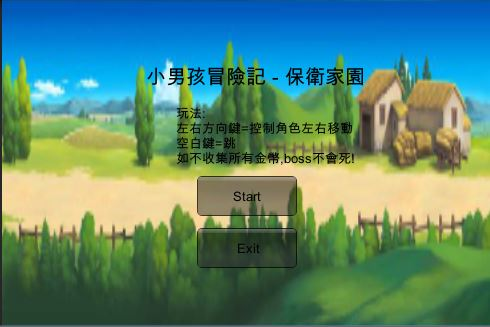 小男孩冒險記 - 保衛家園
玩法:
左右方向鍵=控制角色左右移動
空白鍵=跳
如不收集所有金幣,boss不會死!
Start
Exit